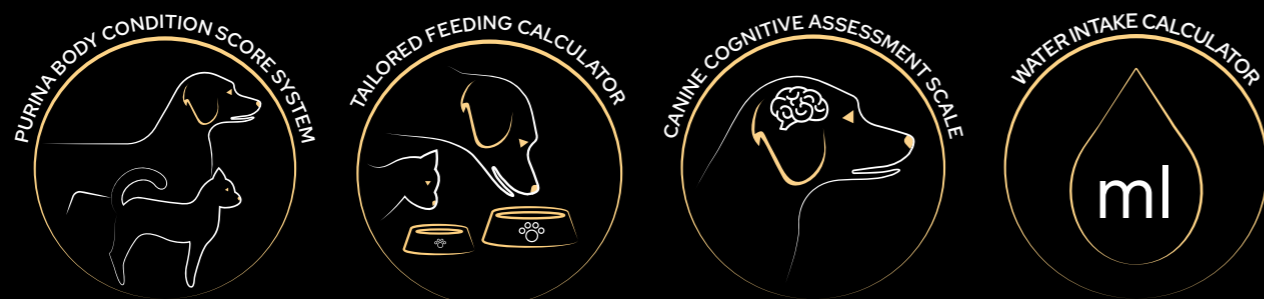 PURINA BODY CONDITION SCORE SYSTEM
TAILORED FEEDING CALCULATOR
CANINE COGNITIVE ASSESSMENT SCALE
WATER INTAKE CALCULATOR
ml